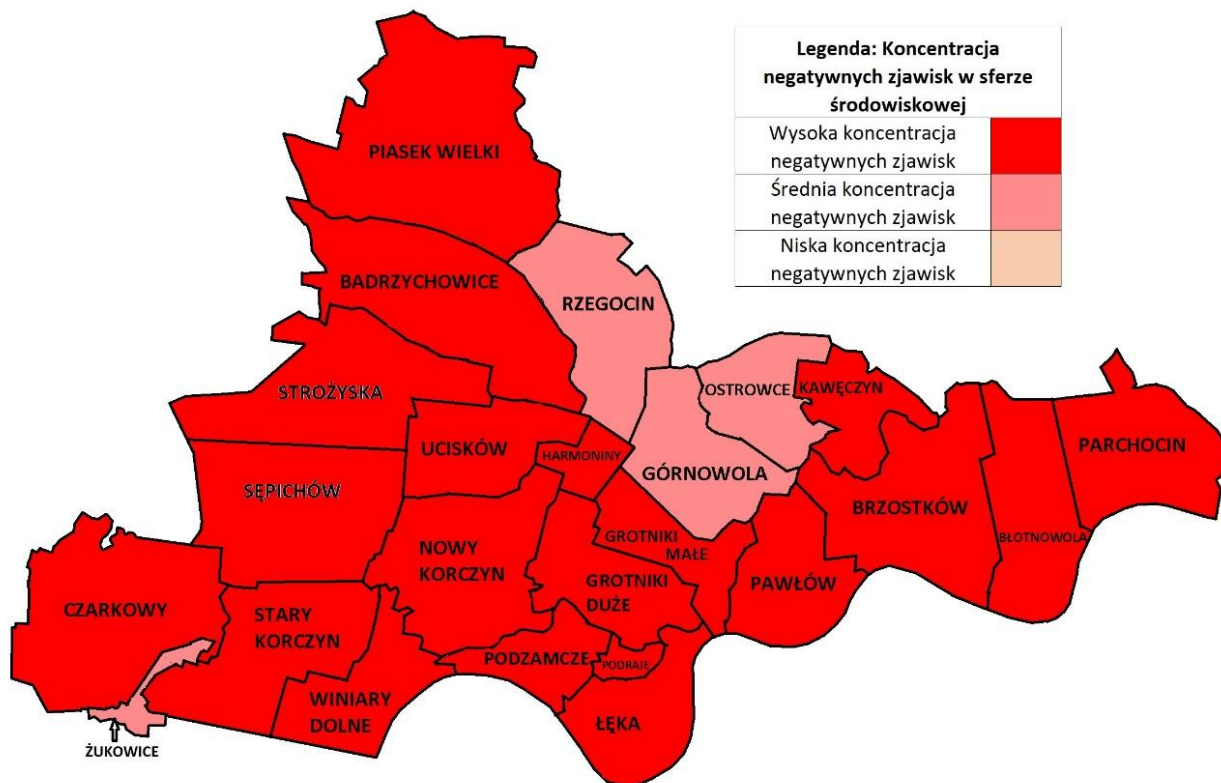 Legenda: Koncentracja
negatywnych zjawisk w sferze
środowiskowej
Wysoka koncentracja
negatywnych zjawisk
Średnia koncentracja
negatywnych zjawisk
Niska koncentracja
negatywnych zjawisk
PIASEK WIELKI
BADRZYCHOWICE
RZEGOCIN
STROŻYSKA
OSTROWCE
KAWĘCZYN
UCISKÓW
HARMONINY
GÓRNOWOLA
PARCHOCIN
SĘPICHÓW
BRZOSTKÓW
BŁOTNOWOLA
NOWY
KORCZYN
GROTNIKI
MAŁE
GROTNIKI
DUŻE
PAWŁÓW
CZARKOWY
STARY
KORCZYN
PODZAMCZE
PODRAJE
WINIARY
DOLNE
ŁĘKA
ŻUKOWICE